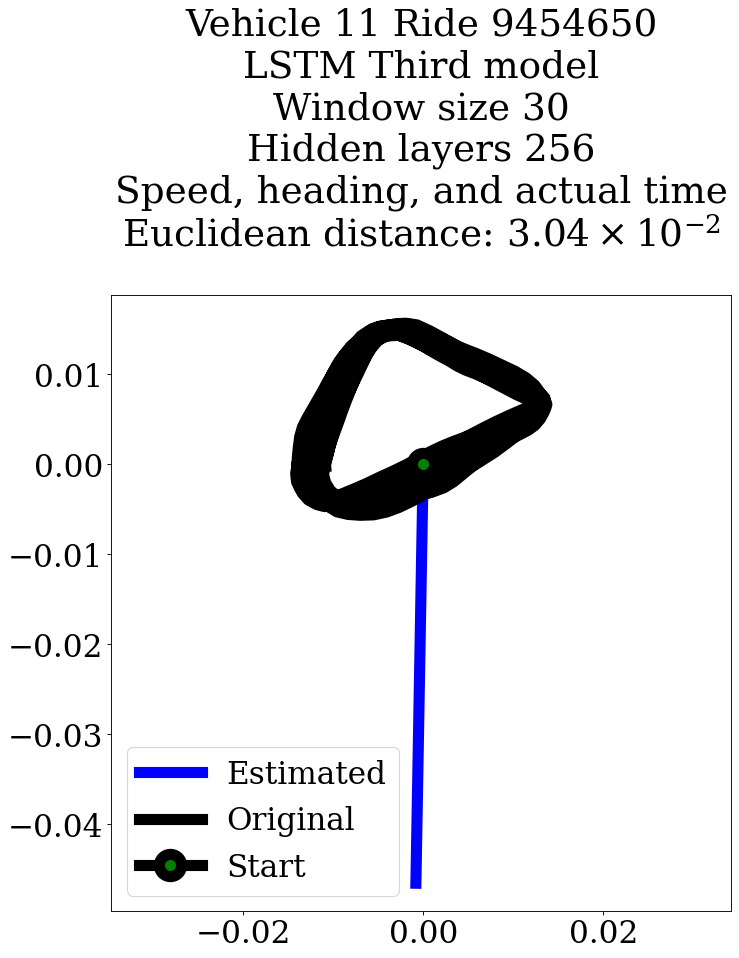 Vehicle 11 Ride 9454650
LSTM Third model
Window size 30
Hidden layers 256
Speed, heading, and actual time
Euclidean distance: 3.04 × 10⁻²
0.01
0.00
−0.01
−0.02
−0.03
−0.04
Estimated
Original
Start
−0.02 0.00 0.02